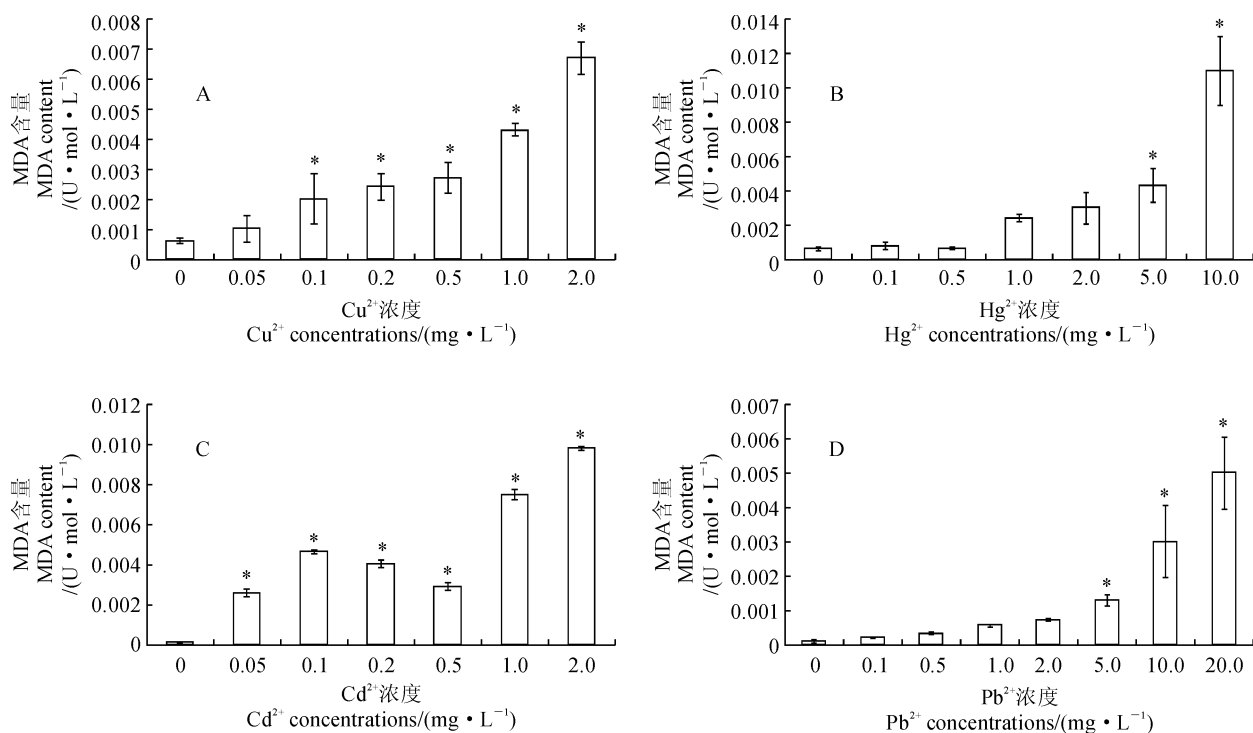 MDA含量
MDA content
/(U·mol·L⁻¹)
0.008
0.007
0.006
0.005
0.004
0.003
0.002
0.001
0
A
*
*
*
*
*
0 0.05 0.1 0.2 0.5 1.0 2.0
Cu²⁺浓度
Cu²⁺ concentrations/(mg·L⁻¹)
MDA含量
MDA content
/(U·mol·L⁻¹)
0.014
0.012
0.010
0.006
0.004
0.002
0
B
*
*
0 0.1 0.5 1.0 2.0 5.0 10.0
Hg²⁺浓度
Hg²⁺ concentrations/(mg·L⁻¹)
MDA含量
MDA content
/(U·mol·L⁻¹)
0.012
0.010
0.008
0.006
0.004
0.002
0
C
*
*
*
*
*
*
0 0.05 0.1 0.2 0.5 1.0 2.0
Cd²⁺浓度
Cd²⁺ concentrations/(mg·L⁻¹)
MDA含量
MDA content
/(U·mol·L⁻¹)
0.007
0.006
0.005
0.004
0.003
0.002
0.001
0
D
*
*
*
0 0.1 0.5 1.0 2.0 5.0 10.0 20.0
Pb²⁺浓度
Pb²⁺ concentrations/(mg·L⁻¹)